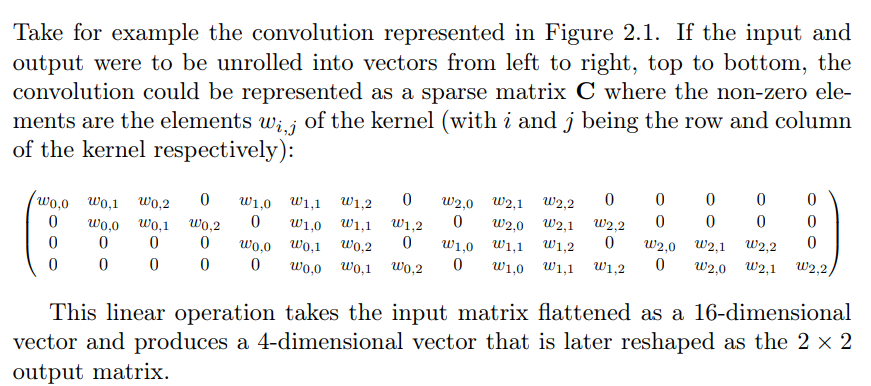 Take for example the convolution represented in Figure 2.1. If the input and
output were to be unrolled into vectors from left to right, top to bottom, the
convolution could be represented as a sparse matrix C where the non-zero ele-
ments are the elements w_{i,j} of the kernel (with i and j being the row and column
of the kernel respectively):
w_{0,0} w_{0,1} w_{0,2} 0 w_{1,0} w_{1,1} w_{1,2} 0 w_{2,0} w_{2,1} w_{2,2} 0 0 0 0 0
0 w_{0,0} w_{0,1} w_{0,2} 0 w_{1,0} w_{1,1} w_{1,2} 0 w_{2,0} w_{2,1} w_{2,2} 0 0 0 0
0 0 0 0 w_{0,0} w_{0,1} w_{0,2} 0 w_{1,0} w_{1,1} w_{1,2} 0 w_{2,0} w_{2,1} w_{2,2} 0
0 0 0 0 0 w_{0,0} w_{0,1} w_{0,2} 0 w_{1,0} w_{1,1} w_{1,2} 0 w_{2,0} w_{2,1} w_{2,2}
This linear operation takes the input matrix flattened as a 16-dimensional
vector and produces a 4-dimensional vector that is later reshaped as the 2 × 2
output matrix.